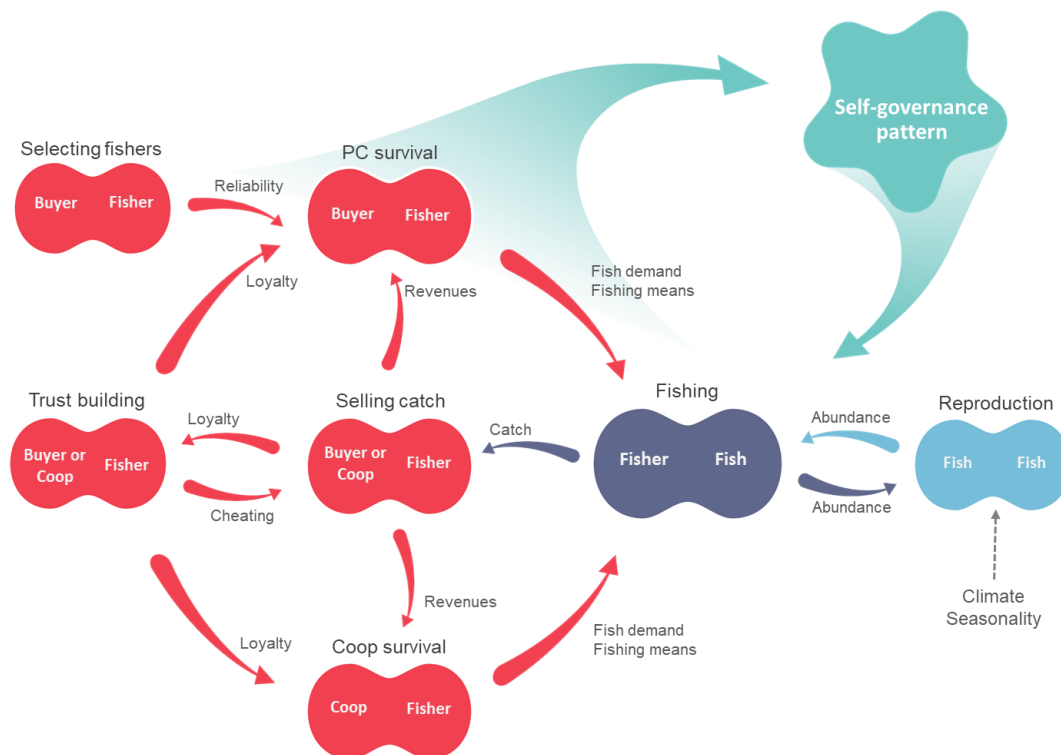 Self-governance
pattern
Selecting fishers
PC survival
Buyer
Fisher
Reliability
Buyer
Fisher
Loyalty
Revenues
Fish demand
Fishing means
Trust building
Selling catch
Fishing
Reproduction
Loyalty
Catch
Abundance
Buyer or
Coop
Fisher
Buyer or
Coop
Fisher
Fisher
Fish
Fish
Fish
Cheating
Abundance
Revenues
Climate
Seasonality
Loyalty
Coop survival
Fish demand
Fishing means
Coop
Fisher